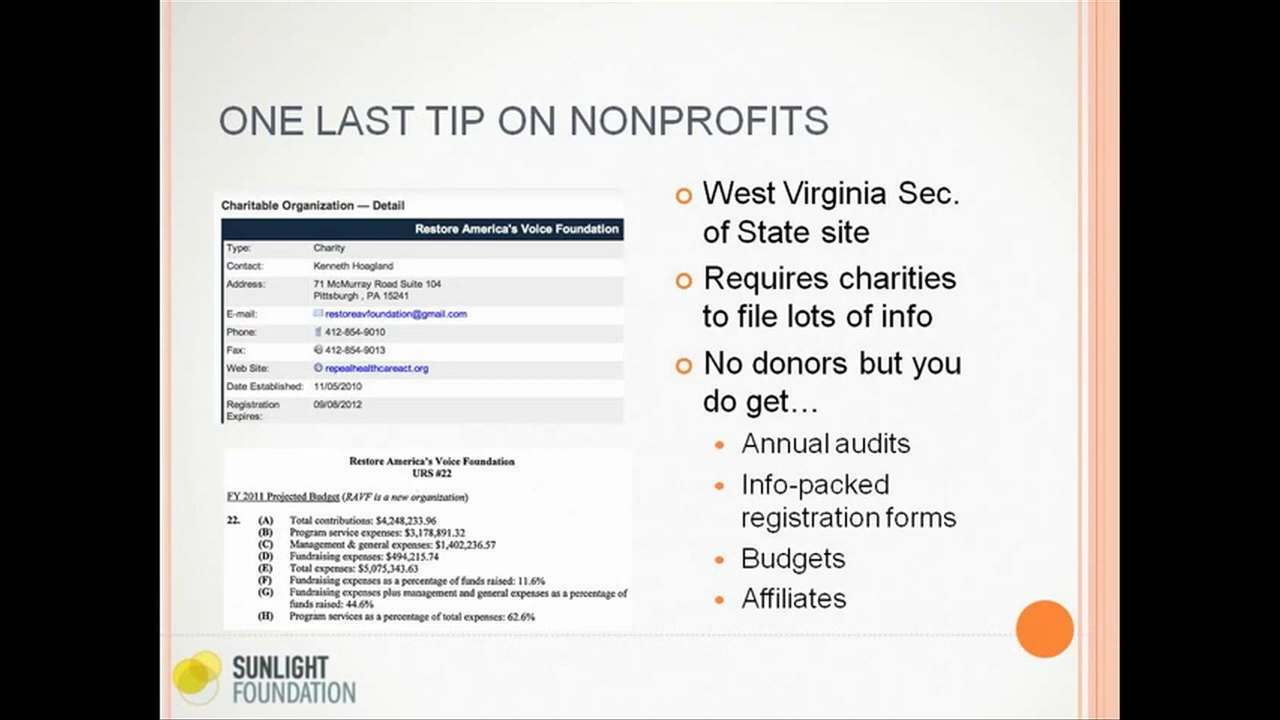 ONE LAST TIP ON NONPROFITS
Charitable Organization — Detail
Restore America's Voice Foundation
Type: Charity
Contact: Kenneth Hoagland
Address: 71 McMurray Road Suite 104
Pittsburgh , PA 15241
E-mail: restoreavfoundation@gmail.com
Phone: 412-854-9010
Fax: 412-854-9013
Web Site: repealhealthcareact.org
Date Established: 11/05/2010
Registration 09/08/2012
Expires:
Restore America's Voice Foundation
URS #22
FY 2011 Projected Budget (RAVF is a new organization)
22. (A) Total contributions: $4,248,233.96
(B) Program service expenses: $3,178,891.32
(C) Management & general expenses: $1,402,236.57
(D) Fundraising expenses: $494,215.74
(E) Total expenses: $5,075,343.63
(F) Fundraising expenses as a percentage of funds raised: 11.6%
(G) Fundraising expenses plus management and general expenses as a percentage of
funds raised: 44.6%
(H) Program services as a percentage of total expenses: 62.6%
West Virginia Sec.
of State site
Requires charities
to file lots of info
No donors but you
do get…
Annual audits
Info-packed
registration forms
Budgets
Affiliates
SUNLIGHT
FOUNDATION